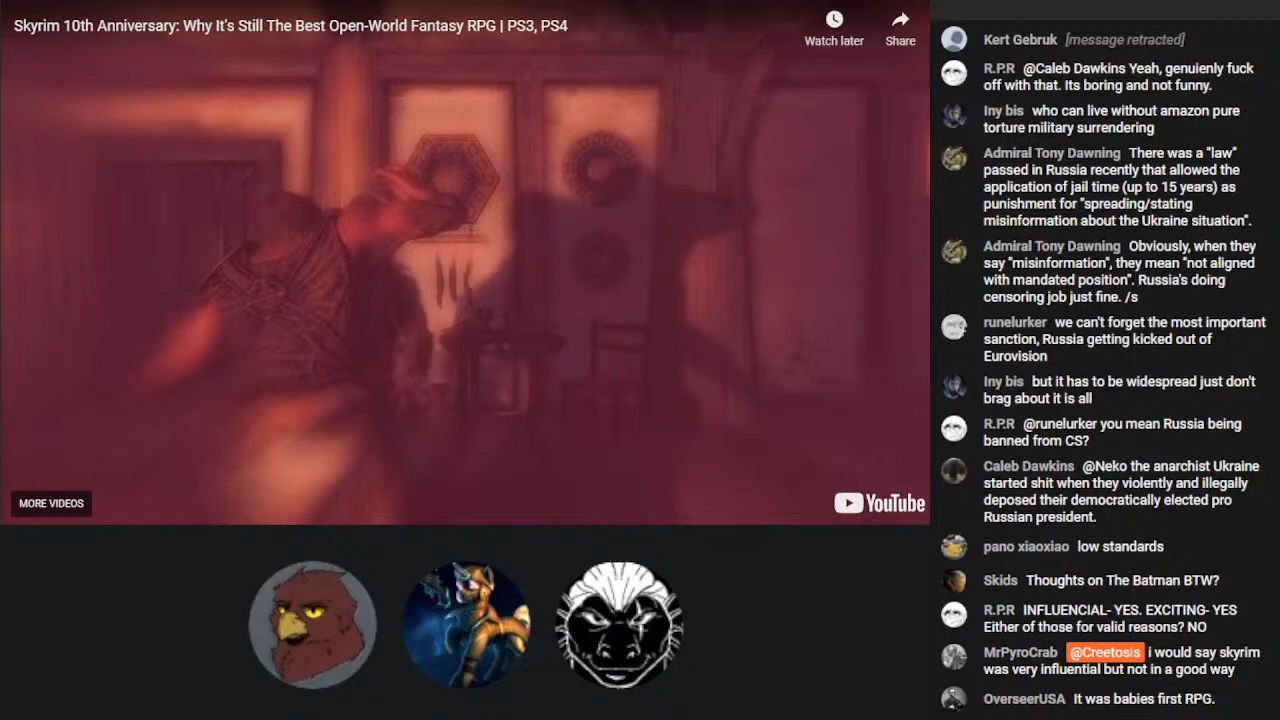 Skyrim 10th Anniversary: Why It's Still The Best Open-World Fantasy RPG | PS3, PS4
Watch later
Share
MORE VIDEOS
YouTube
Kert Gebruk [message retracted]
R.P.R @Caleb Dawkins Yeah, genuienly fuck
off with that. Its boring and not funny.
Iny bis who can live without amazon pure
torture military surrendering
Admiral Tony Dawning There was a "law"
passed in Russia recently that allowed the
application of jail time (up to 15 years) as
punishment for "spreading/stating
misinformation about the Ukraine situation".
Admiral Tony Dawning Obviously, when they
say "misinformation", they mean "not aligned
with mandated position". Russia's doing
censoring job just fine. /s
runelurker we can't forget the most important
sanction, Russia getting kicked out of
Eurovision
Iny bis but it has to be widespread just don't
brag about it is all
R.P.R @runelurker you mean Russia being
banned from CS?
Caleb Dawkins @Neko the anarchist Ukraine
started shit when they violently and illegally
deposed their democratically elected pro
Russian president.
pano xiaoxiao low standards
Skids Thoughts on The Batman BTW?
R.P.R INFLUENCIAL- YES. EXCITING- YES
Either of those for valid reasons? NO
MrPyroCrab @Creetosis i would say skyrim
was very influential but not in a good way
OverseerUSA It was babies first RPG.